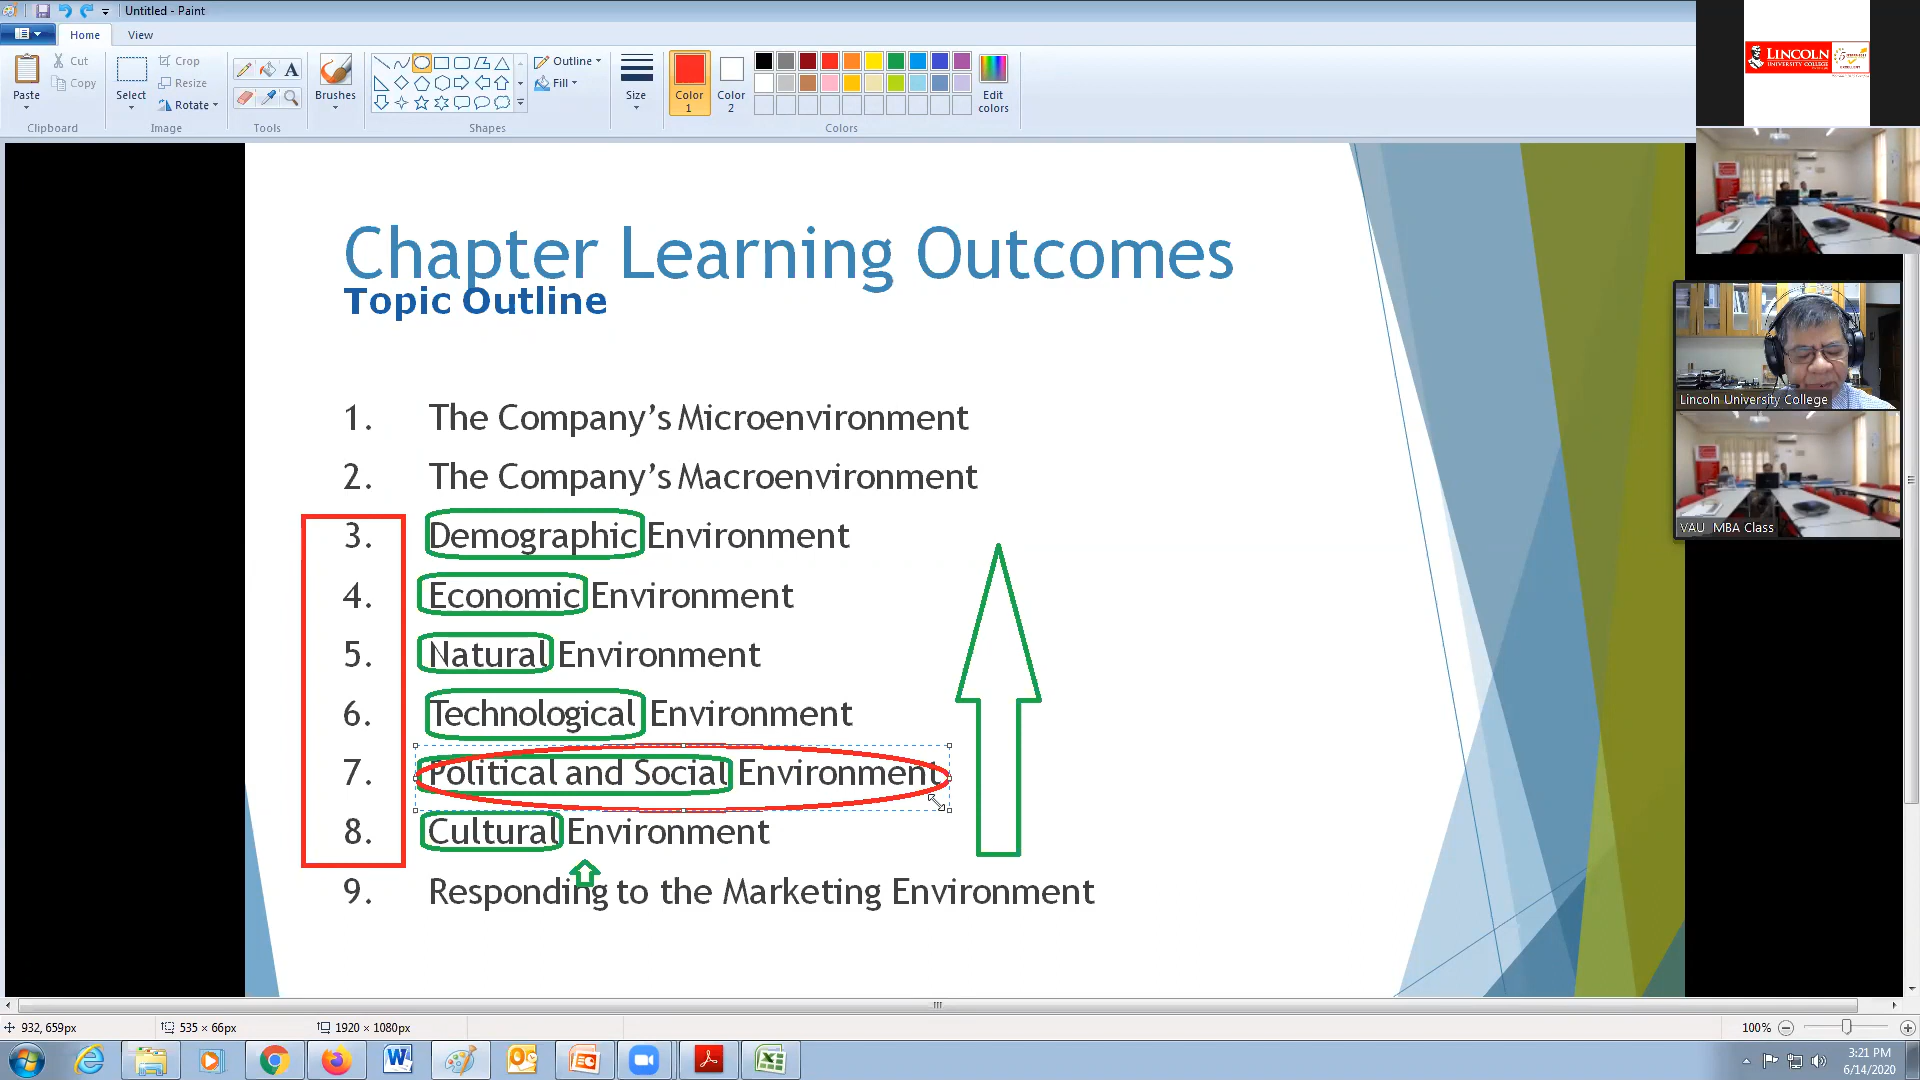 Untitled - Paint
Home View
Paste Cut Copy
Clipboard
Select Crop Resize Rotate
Image
A
Tools
Brushes
Outline Fill
Shapes
Size
Color 1 Color 2
Edit colors
Colors
LINCOLN
UNIVERSITY COLLEGE
Chapter Learning Outcomes
Topic Outline
1. The Company’s Microenvironment
2. The Company’s Macroenvironment
3. Demographic Environment
4. Economic Environment
5. Natural Environment
6. Technological Environment
7. Political and Social Environment
8. Cultural Environment
9. Responding to the Marketing Environment
Lincoln University College
VAU_ MBA Class
932, 659px 535 × 66px 1920 × 1080px 100%
3:21 PM
6/14/2020